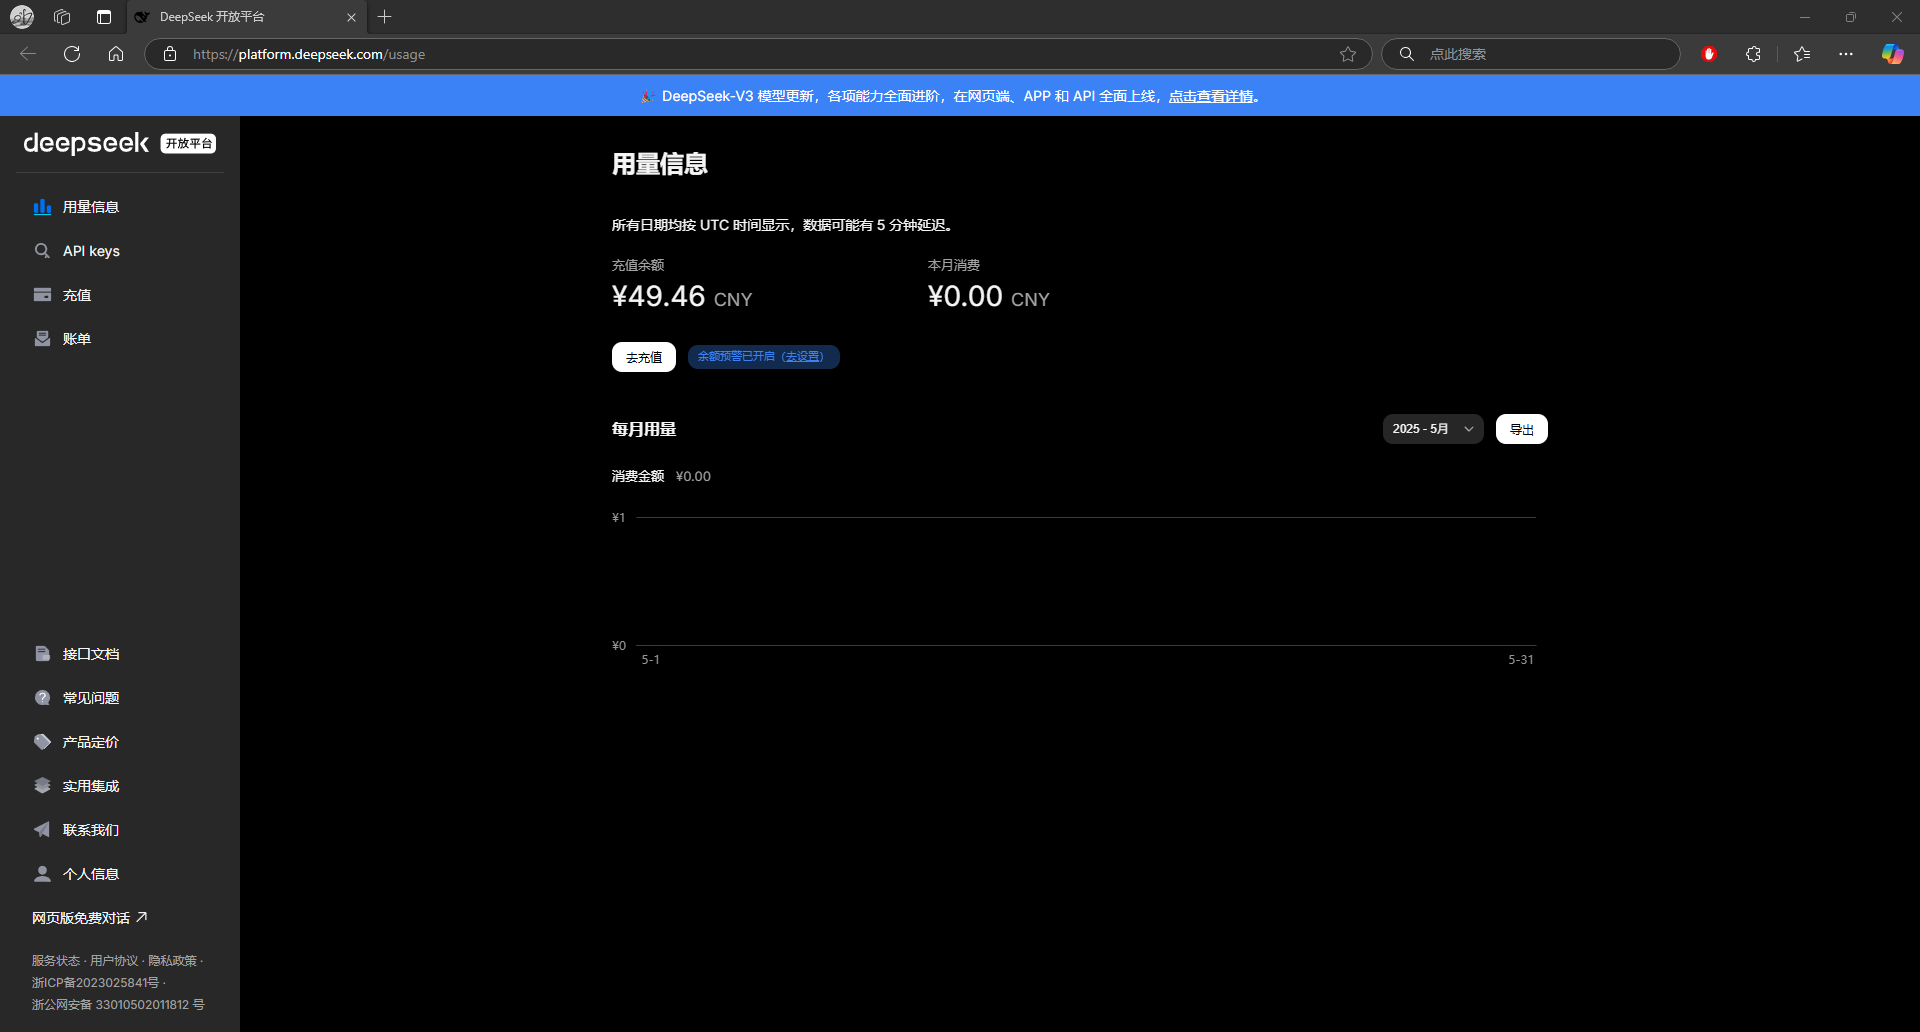 DeepSeek 开放平台
https://platform.deepseek.com/usage
点此搜索
🎉 DeepSeek-V3 模型更新，各项能力全面进阶，在网页端、APP 和 API 全面上线，点击查看详情。
deepseek 开放平台
用量信息
API keys
充值
账单
接口文档
常见问题
产品定价
实用集成
联系我们
个人信息
网页版免费对话
服务状态 · 用户协议 · 隐私政策 ·
浙ICP备2023025841号 ·
浙公网安备 33010502011812 号
用量信息
所有日期均按 UTC 时间显示，数据可能有 5 分钟延迟。
充值余额
¥49.46 CNY
本月消费
¥0.00 CNY
去充值
余额预警已开启（去设置）
每月用量
2025 - 5月
导出
消费金额 ¥0.00
¥1
¥0
5-1
5-31